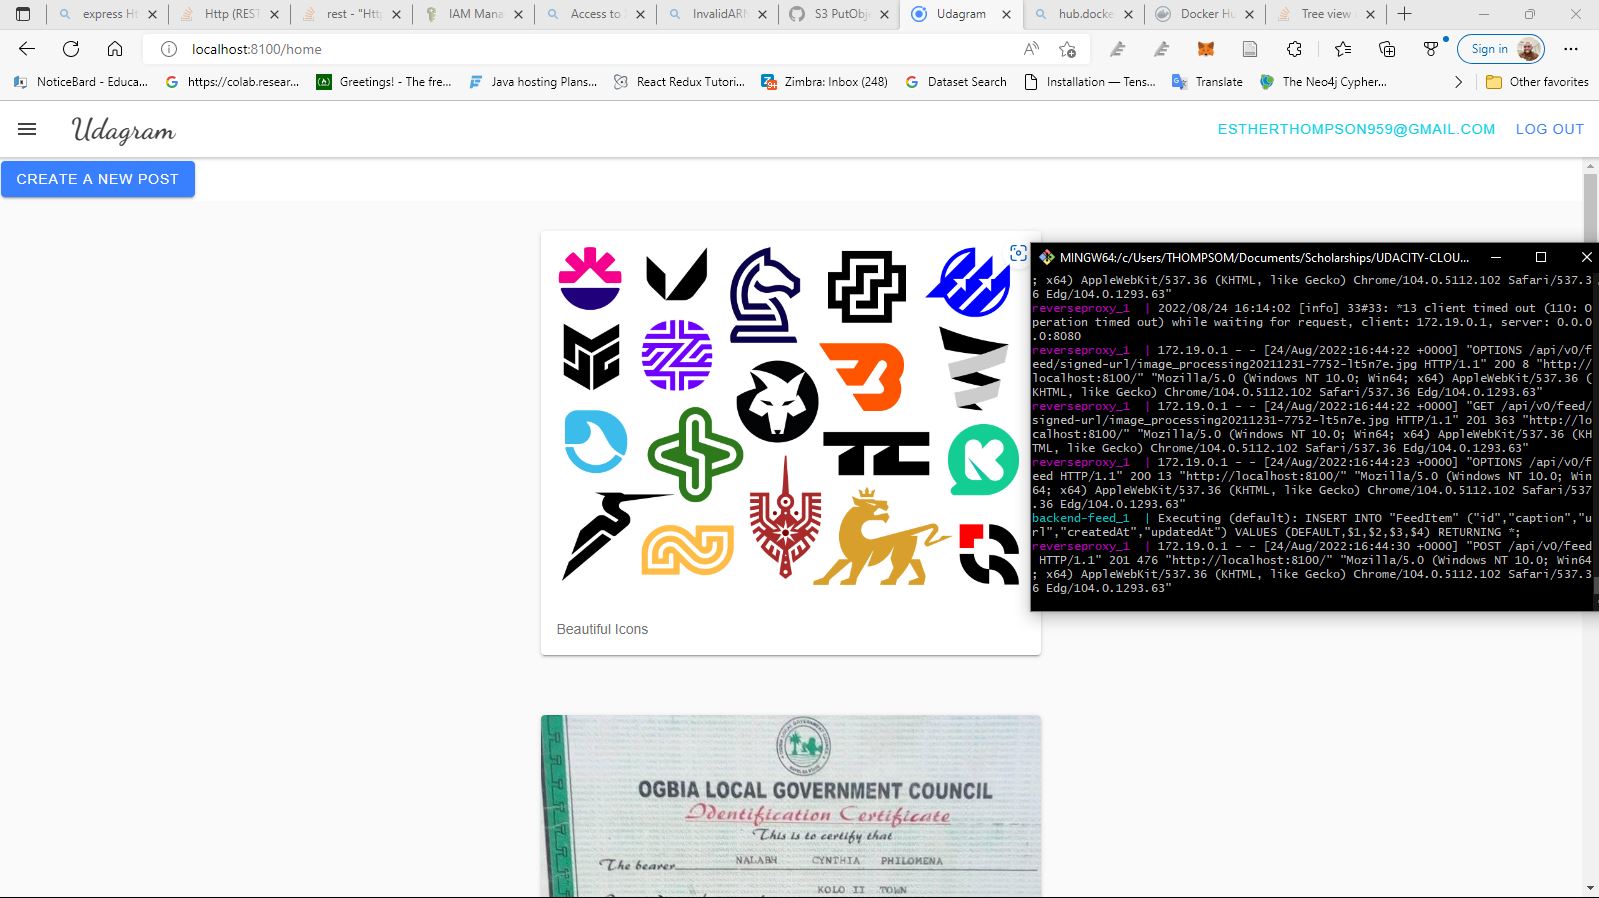 express Ht
Http (REST
rest - "Htt
IAM Mana
Access to X
InvalidARN
S3 PutObje
Udagram
hub.docke
Docker Hu
Tree view
localhost:8100/home
Sign in
NoticeBard - Educa...
https://colab.resear...
Greetings! - The fre...
Java hosting Plans...
React Redux Tutori...
Zimbra: Inbox (248)
Dataset Search
Installation — Tens...
Translate
The Neo4j Cypher...
Other favorites
Udagram
ESTHERTHOMPSON959@GMAIL.COM
LOG OUT
CREATE A NEW POST
MINGW64:/c/Users/THOMPSOM/Documents/Scholarships/UDACITY-CLOU...
; x64) AppleWebKit/537.36 (KHTML, like Gecko) Chrome/104.0.5112.102 Safari/537.3
6 Edg/104.0.1293.63"
reverseproxy_1 | 2022/08/24 16:14:02 [info] 33#33: *13 client timed out (110: O
peration timed out) while waiting for request, client: 172.19.0.1, server: 0.0.0
.0:8080
reverseproxy_1 | 172.19.0.1 - - [24/Aug/2022:16:44:22 +0000] "OPTIONS /api/v0/f
eed/signed-url/image_processing20211231-7752-lt5n7e.jpg HTTP/1.1" 200 8 "http://
localhost:8100/" "Mozilla/5.0 (Windows NT 10.0; Win64; x64) AppleWebKit/537.36 (
KHTML, like Gecko) Chrome/104.0.5112.102 Safari/537.36 Edg/104.0.1293.63"
reverseproxy_1 | 172.19.0.1 - - [24/Aug/2022:16:44:22 +0000] "GET /api/v0/feed/
signed-url/image_processing20211231-7752-lt5n7e.jpg HTTP/1.1" 201 363 "http://lo
calhost:8100/" "Mozilla/5.0 (Windows NT 10.0; Win64; x64) AppleWebKit/537.36 (KH
TML, like Gecko) Chrome/104.0.5112.102 Safari/537.36 Edg/104.0.1293.63"
reverseproxy_1 | 172.19.0.1 - - [24/Aug/2022:16:44:23 +0000] "OPTIONS /api/v0/f
eed HTTP/1.1" 200 13 "http://localhost:8100/" "Mozilla/5.0 (Windows NT 10.0; Win
64; x64) AppleWebKit/537.36 (KHTML, like Gecko) Chrome/104.0.5112.102 Safari/537
.36 Edg/104.0.1293.63"
backend-feed_1 | Executing (default): INSERT INTO "FeedItem" ("id","caption","u
rl","createdAt","updatedAt") VALUES (DEFAULT,$1,$2,$3,$4) RETURNING *;
reverseproxy_1 | 172.19.0.1 - - [24/Aug/2022:16:44:30 +0000] "POST /api/v0/feed
HTTP/1.1" 201 476 "http://localhost:8100/" "Mozilla/5.0 (Windows NT 10.0; Win64
; x64) AppleWebKit/537.36 (KHTML, like Gecko) Chrome/104.0.5112.102 Safari/537.3
6 Edg/104.0.1293.63"
TC
Beautiful Icons
OGBIA LOCAL GOVERNMENT COUNCIL
Identification Certificate
This is to certify that
The bearer NALABH CYNTHIA PHILOMENA
KOLO II TOWN